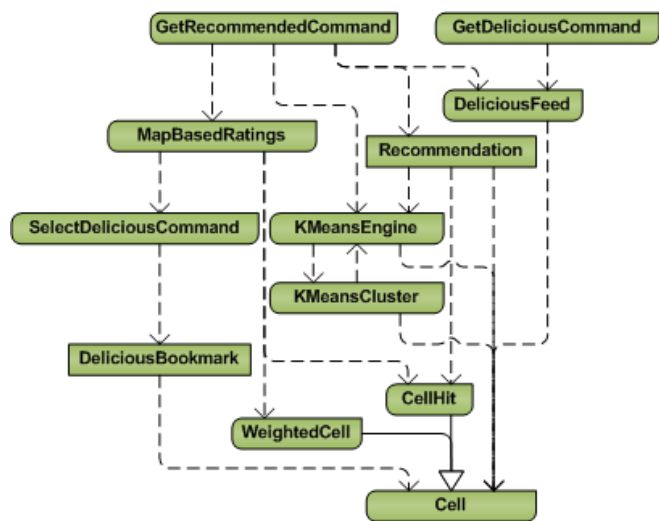 GetRecommendedCommand
GetDeliciousCommand
DeliciousFeed
MapBasedRatings
Recommendation
SelectDeliciousCommand
KMeansEngine
KMeansCluster
DeliciousBookmark
CellHit
WeightedCell
Cell